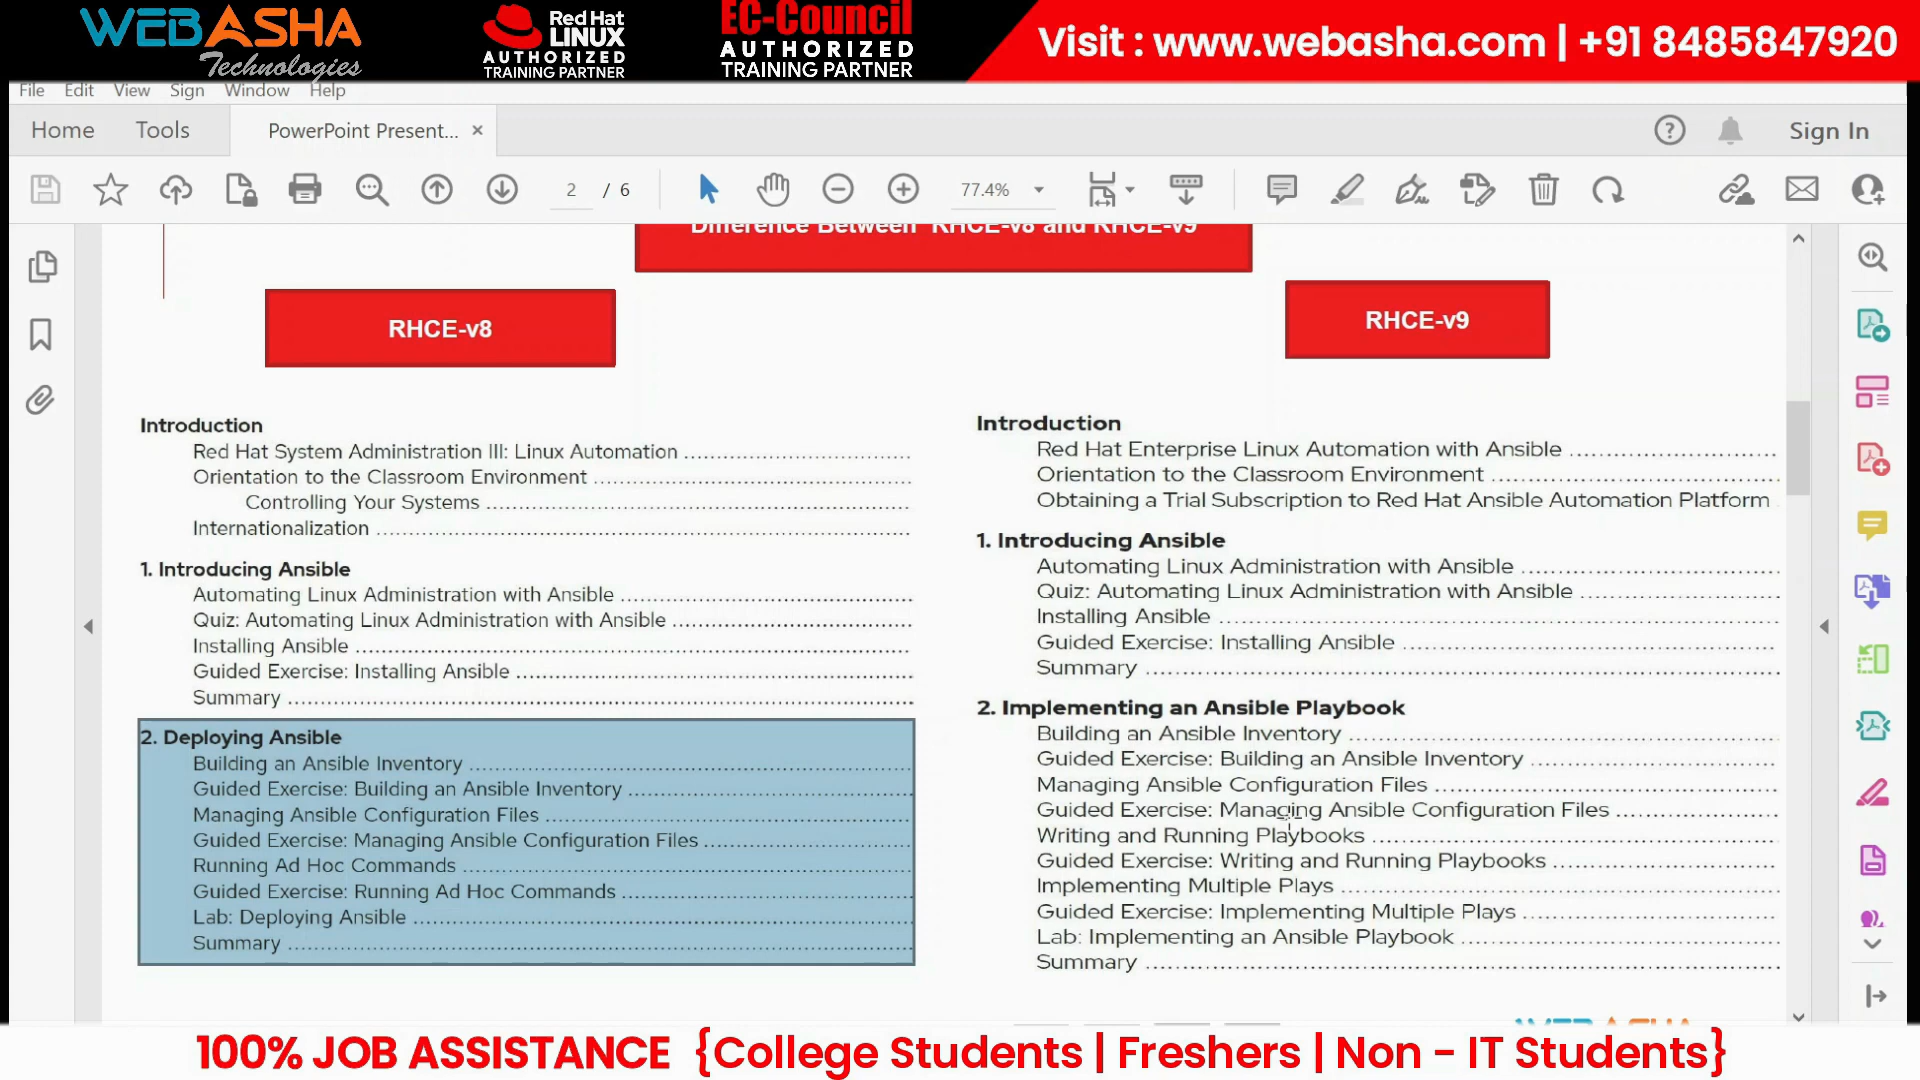 WEBASHA
Technologies
Red Hat
LINUX
AUTHORIZED
TRAINING PARTNER
EC-Council
AUTHORIZED
TRAINING PARTNER
Visit : www.webasha.com | +91 8485847920
File Edit View Sign Window Help
Home Tools PowerPoint Present... × Sign In
2 / 6 77.4%
Difference Between RHCE-v8 and RHCE-v9
RHCE-v8
Introduction
Red Hat System Administration III: Linux Automation
Orientation to the Classroom Environment
Controlling Your Systems
Internationalization
1. Introducing Ansible
Automating Linux Administration with Ansible
Quiz: Automating Linux Administration with Ansible
Installing Ansible
Guided Exercise: Installing Ansible
Summary
2. Deploying Ansible
Building an Ansible Inventory
Guided Exercise: Building an Ansible Inventory
Managing Ansible Configuration Files
Guided Exercise: Managing Ansible Configuration Files
Running Ad Hoc Commands
Guided Exercise: Running Ad Hoc Commands
Lab: Deploying Ansible
Summary
RHCE-v9
Introduction
Red Hat Enterprise Linux Automation with Ansible
Orientation to the Classroom Environment
Obtaining a Trial Subscription to Red Hat Ansible Automation Platform
1. Introducing Ansible
Automating Linux Administration with Ansible
Quiz: Automating Linux Administration with Ansible
Installing Ansible
Guided Exercise: Installing Ansible
Summary
2. Implementing an Ansible Playbook
Building an Ansible Inventory
Guided Exercise: Building an Ansible Inventory
Managing Ansible Configuration Files
Guided Exercise: Managing Ansible Configuration Files
Writing and Running Playbooks
Guided Exercise: Writing and Running Playbooks
Implementing Multiple Plays
Guided Exercise: Implementing Multiple Plays
Lab: Implementing an Ansible Playbook
Summary
100% JOB ASSISTANCE {College Students | Freshers | Non - IT Students}